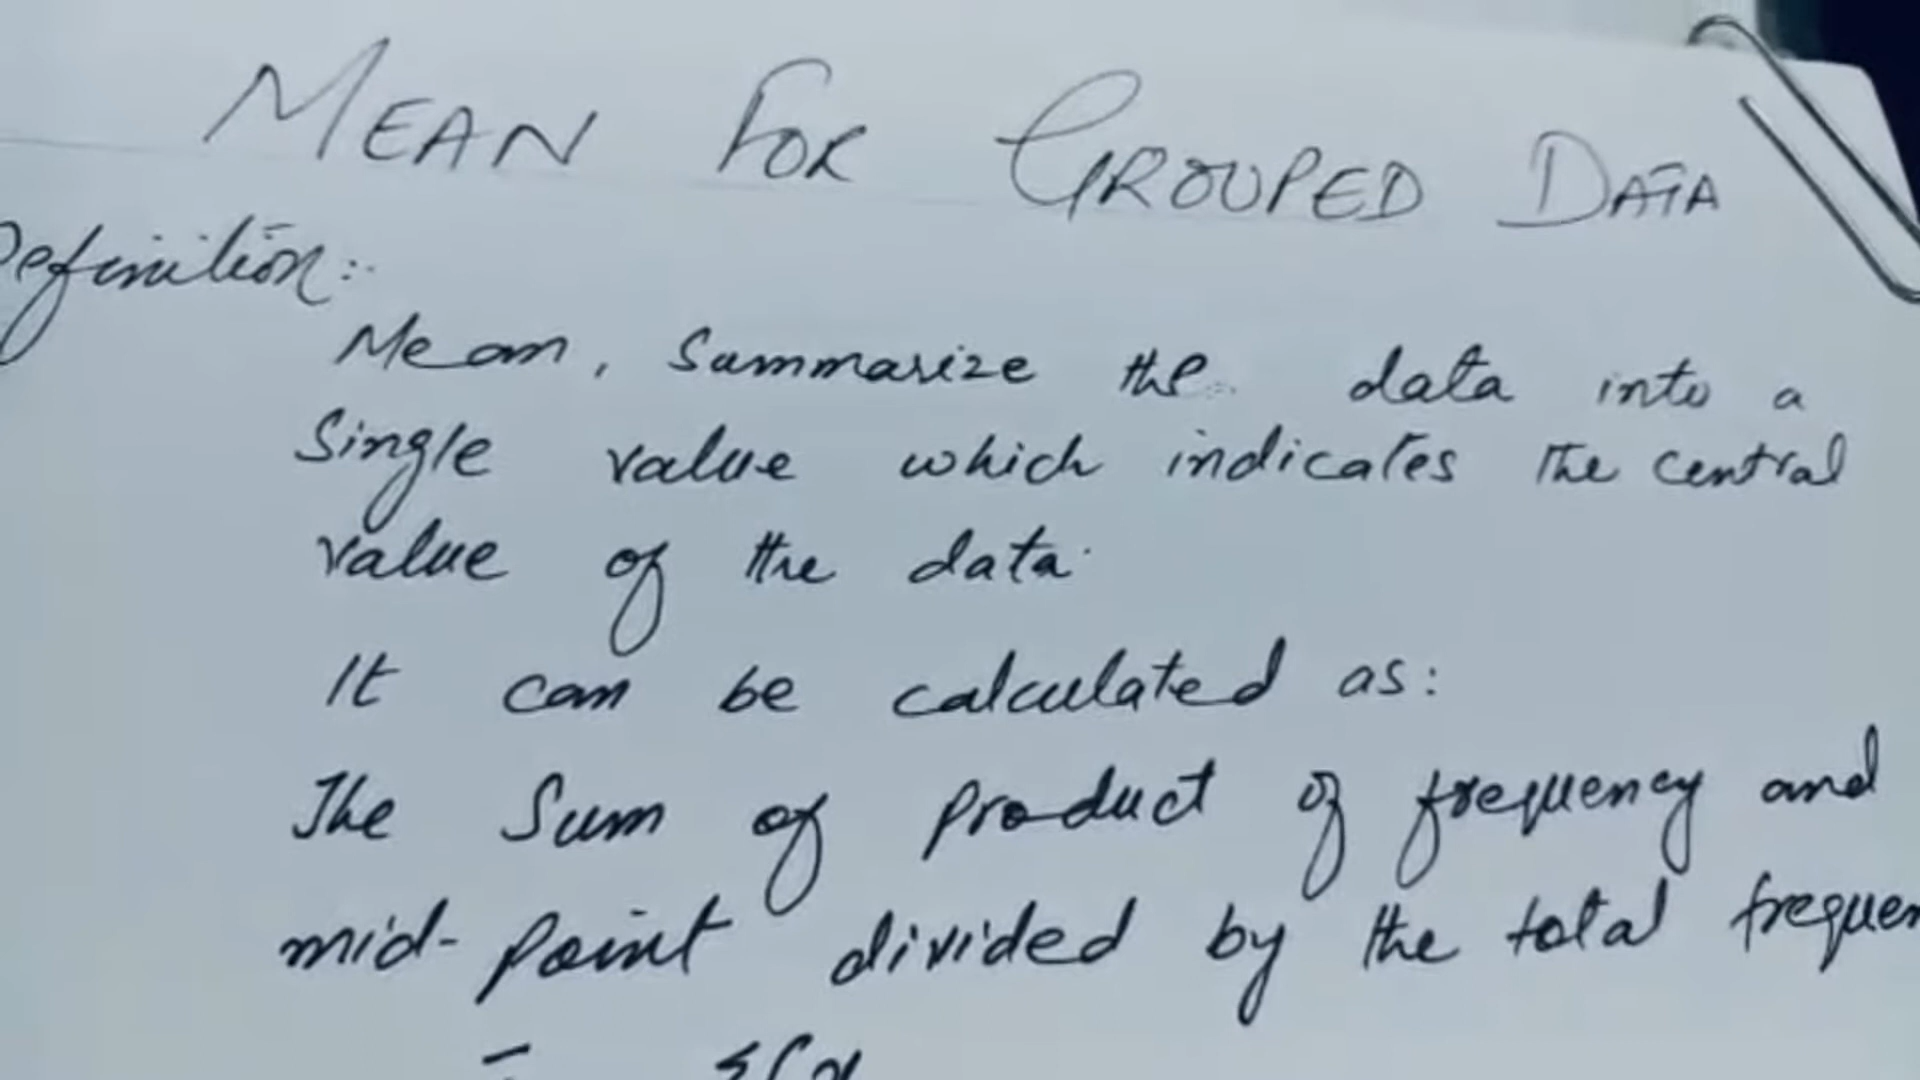 MEAN FOR GROUPED DATA
Definition:
Mean, Summarize the data into a
Single value which indicates the central
value of the data.
It can be calculated as:
The Sum of product of frequency and
mid-point divided by the total frequen